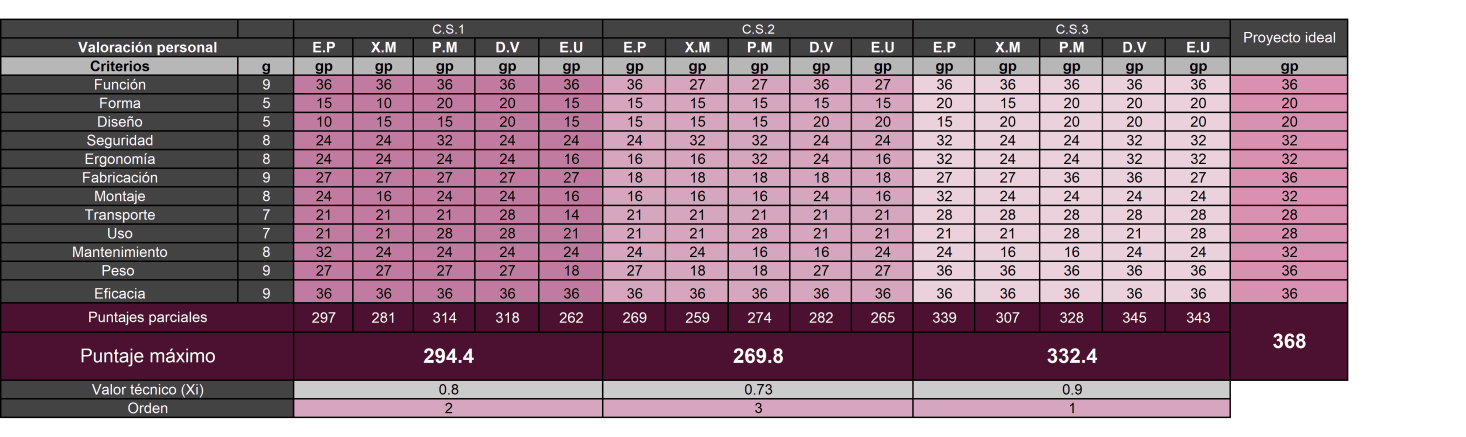 C.S.1 C.S.2 C.S.3 Proyecto ideal
Valoración personal E.P X.M P.M D.V E.U E.P X.M P.M D.V E.U E.P X.M P.M D.V E.U
Criterios g gp gp gp gp gp gp gp gp gp gp gp gp gp gp gp gp
Función 9 36 36 36 36 36 36 27 27 36 27 36 36 36 36 36 36
Forma 5 15 10 20 20 15 15 15 15 15 15 20 15 20 20 20 20
Diseño 5 10 15 15 20 15 15 15 15 20 20 15 20 20 20 20 20
Seguridad 8 24 24 32 24 24 24 32 32 24 24 32 24 24 32 32 32
Ergonomía 8 24 24 24 24 16 16 16 32 24 16 32 24 24 32 32 32
Fabricación 9 27 27 27 27 27 18 18 18 18 18 27 27 36 36 27 36
Montaje 8 24 16 24 24 16 16 16 16 24 16 32 24 24 24 24 32
Transporte 7 21 21 21 28 14 21 21 21 21 21 28 28 28 28 28 28
Uso 7 21 21 28 28 21 21 21 28 21 21 21 21 28 21 28 28
Mantenimiento 8 32 24 24 24 24 24 24 16 16 24 24 16 16 24 24 32
Peso 9 27 27 27 27 18 27 18 18 27 27 36 36 36 36 36 36
Eficacia 9 36 36 36 36 36 36 36 36 36 36 36 36 36 36 36 36
Puntajes parciales 297 281 314 318 262 269 259 274 282 265 339 307 328 345 343
Puntaje máximo 294.4 269.8 332.4 368
Valor técnico (Xi) 0.8 0.73 0.9
Orden 2 3 1